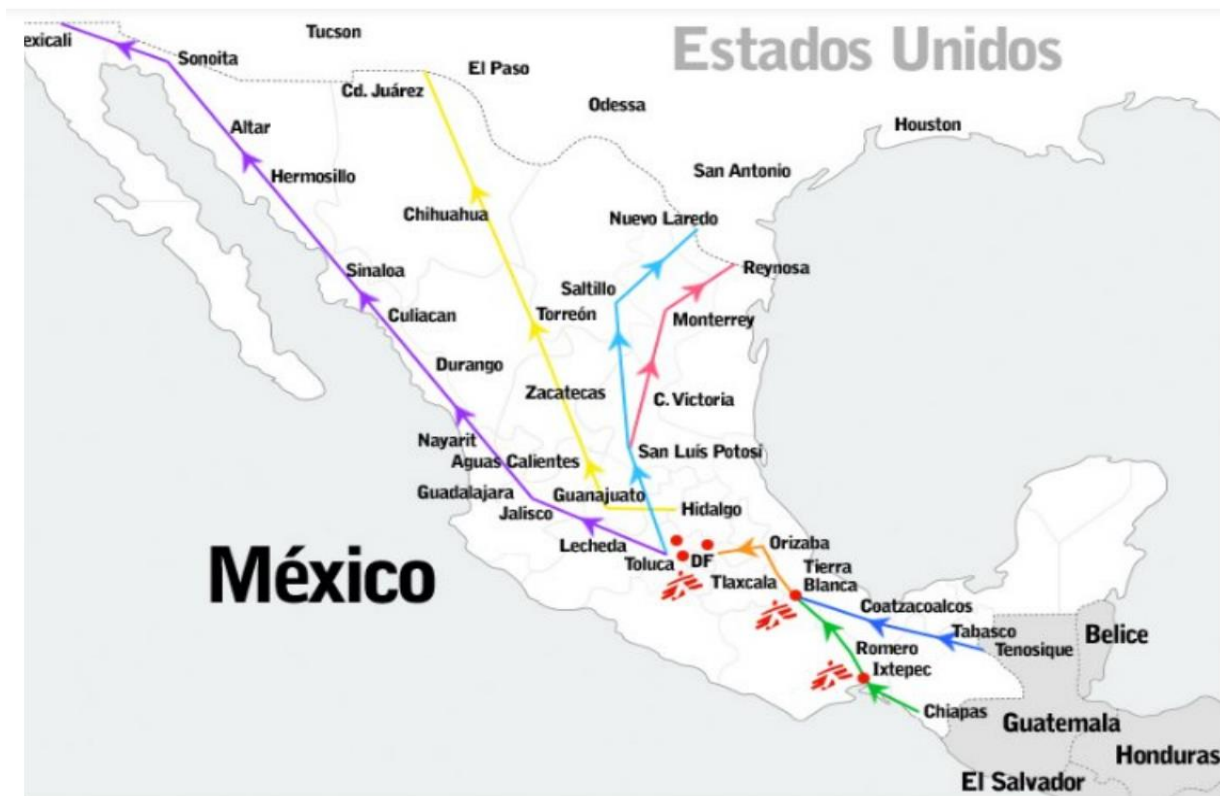 Estados Unidos
Tucson
exicali
Sonoita
El Paso
Cd. Juárez
Odessa
Houston
Altar
San Antonio
Hermosillo
Chihuahua
Nuevo Laredo
Sinaloa
Reynosa
Saltillo
Culiacan
Torreón
Monterrey
Durango
Zacatecas
C. Victoria
Nayarit
San Luís Potosí
Aguas Calientes
Guadalajara
Guanajuato
Jalisco
Hidalgo
Lecheda
Orizaba
Toluca
DF
México
Tlaxcala
Tierra
Blanca
Coatzacoalcos
Tabasco
Belice
Romero
Tenosique
Ixtepec
Chiapas
Guatemala
Honduras
El Salvador